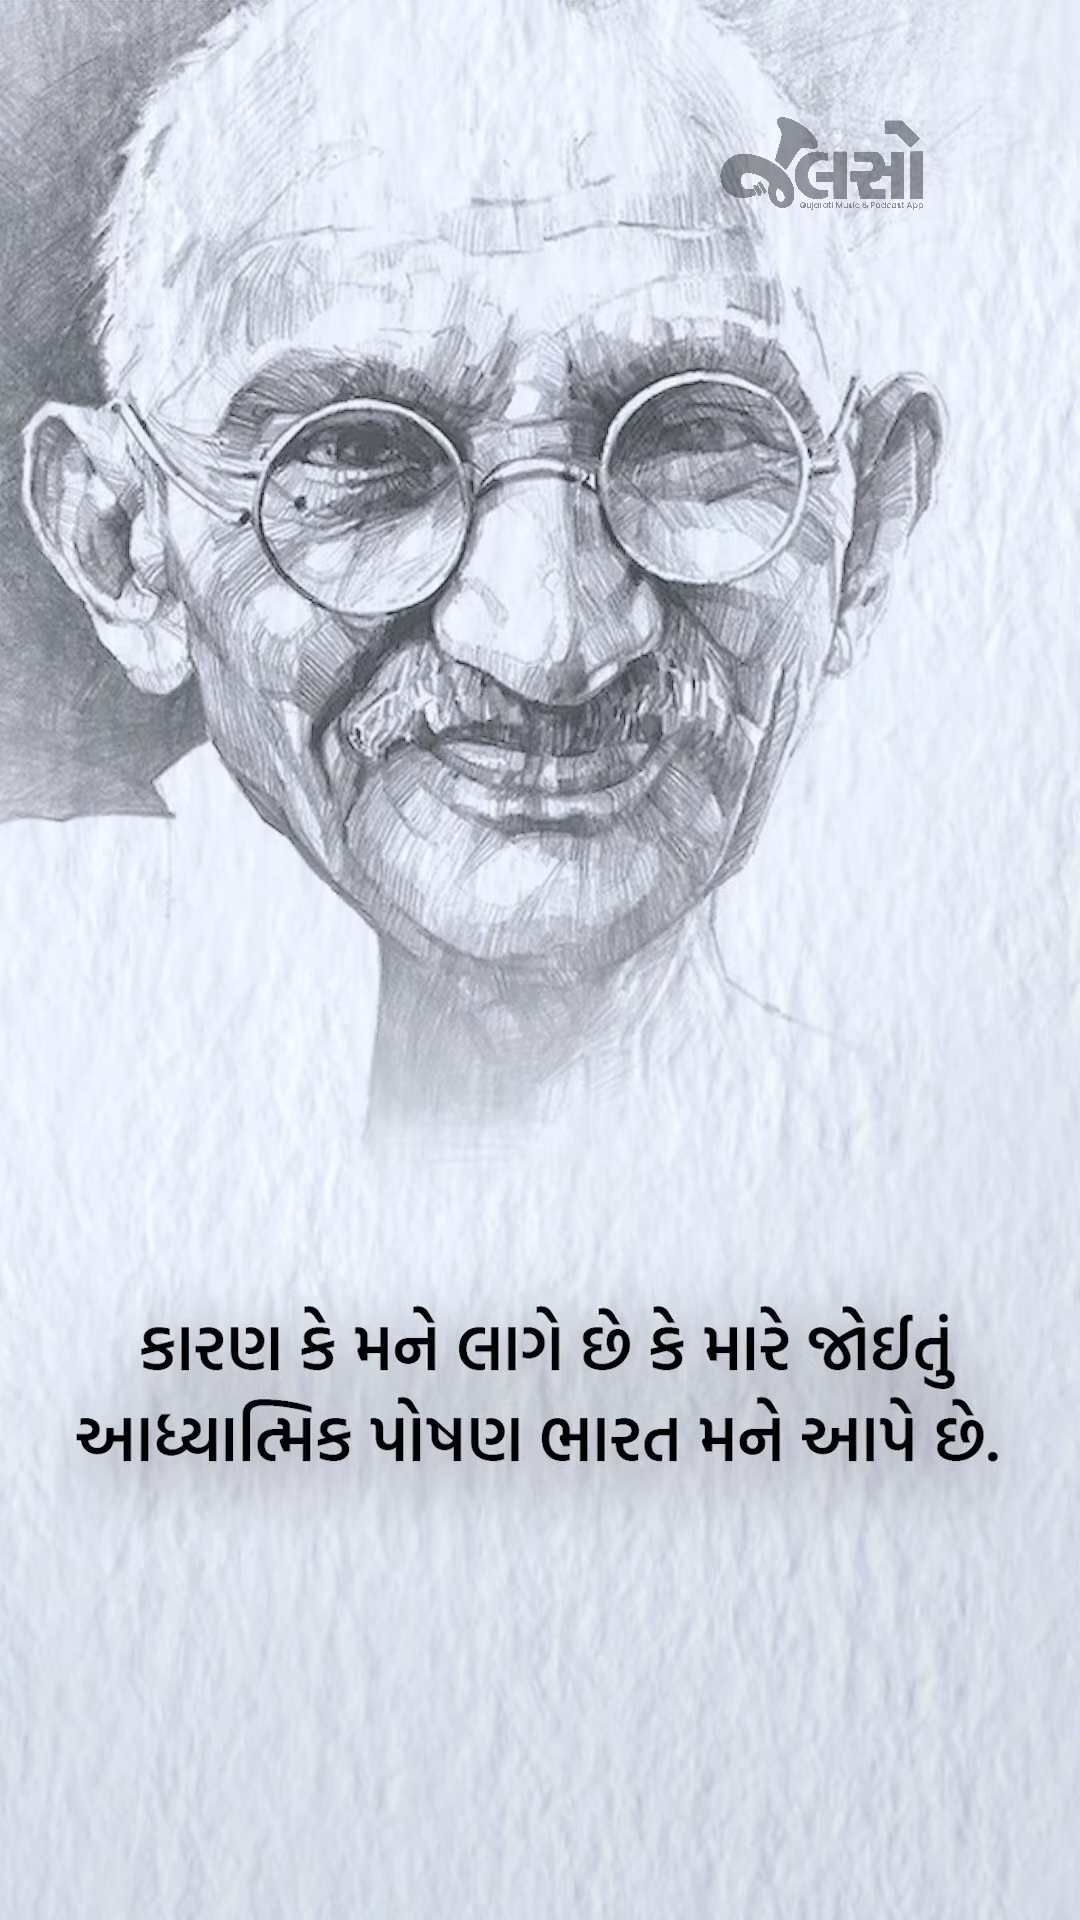 જલસો
Gujarati Music & Podcast App
કારણ કે મને લાગે છે કે મારે જોઈતું
આધ્યાત્મિક પોષણ ભારત મને આપે છે.